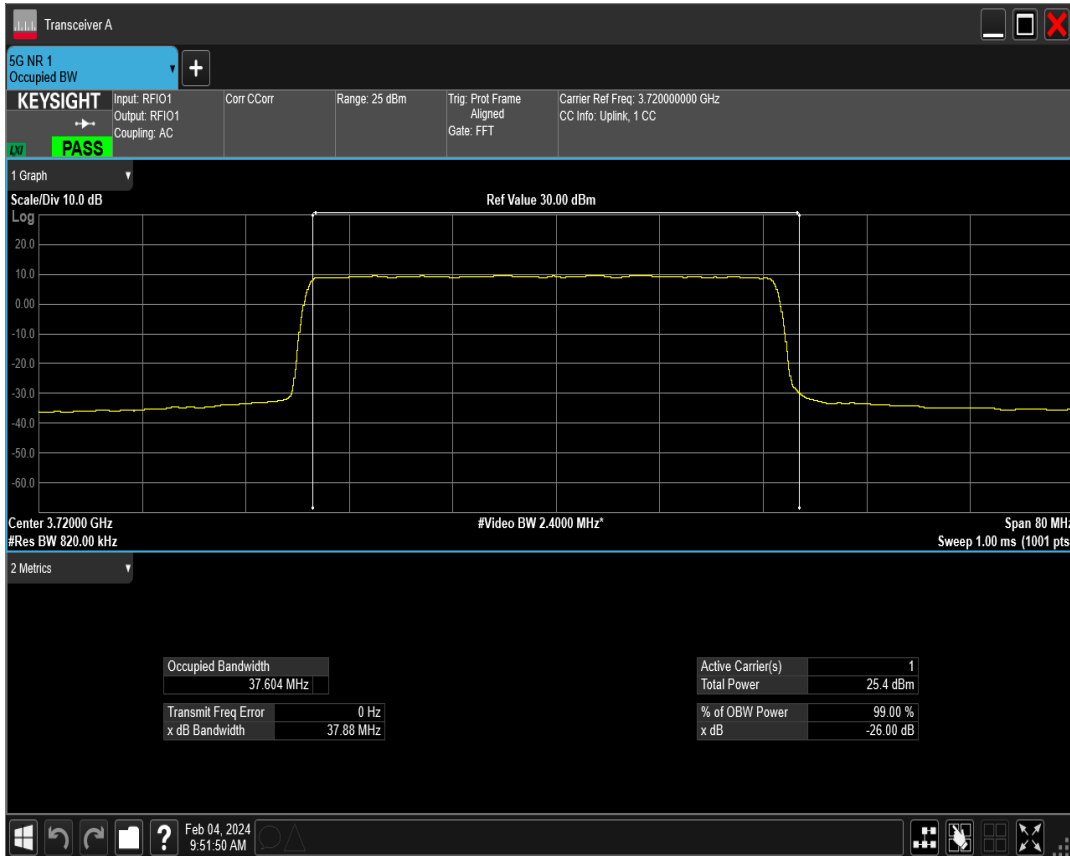 Transceiver A
5G NR 1
Occupied BW
KEYSIGHT
LXI
PASS
Input: RFIO1
Output: RFIO1
Coupling: AC
Corr CCorr
Range: 25 dBm
Trig: Prot Frame
Aligned
Gate: FFT
Carrier Ref Freq: 3.720000000 GHz
CC Info: Uplink, 1 CC
1 Graph
Scale/Div 10.0 dB
Ref Value 30.00 dBm
Log
20.0
10.0
0.00
-10.0
-20.0
-30.0
-40.0
-50.0
-60.0
Center 3.72000 GHz
#Video BW 2.4000 MHz*
Span 80 MHz
#Res BW 820.00 kHz
Sweep 1.00 ms (1001 pts
2 Metrics
Occupied Bandwidth
37.604 MHz
Transmit Freq Error 0 Hz
x dB Bandwidth 37.88 MHz
Active Carrier(s) 1
Total Power 25.4 dBm
% of OBW Power 99.00 %
x dB -26.00 dB
?
Feb 04, 2024
9:51:50 AM